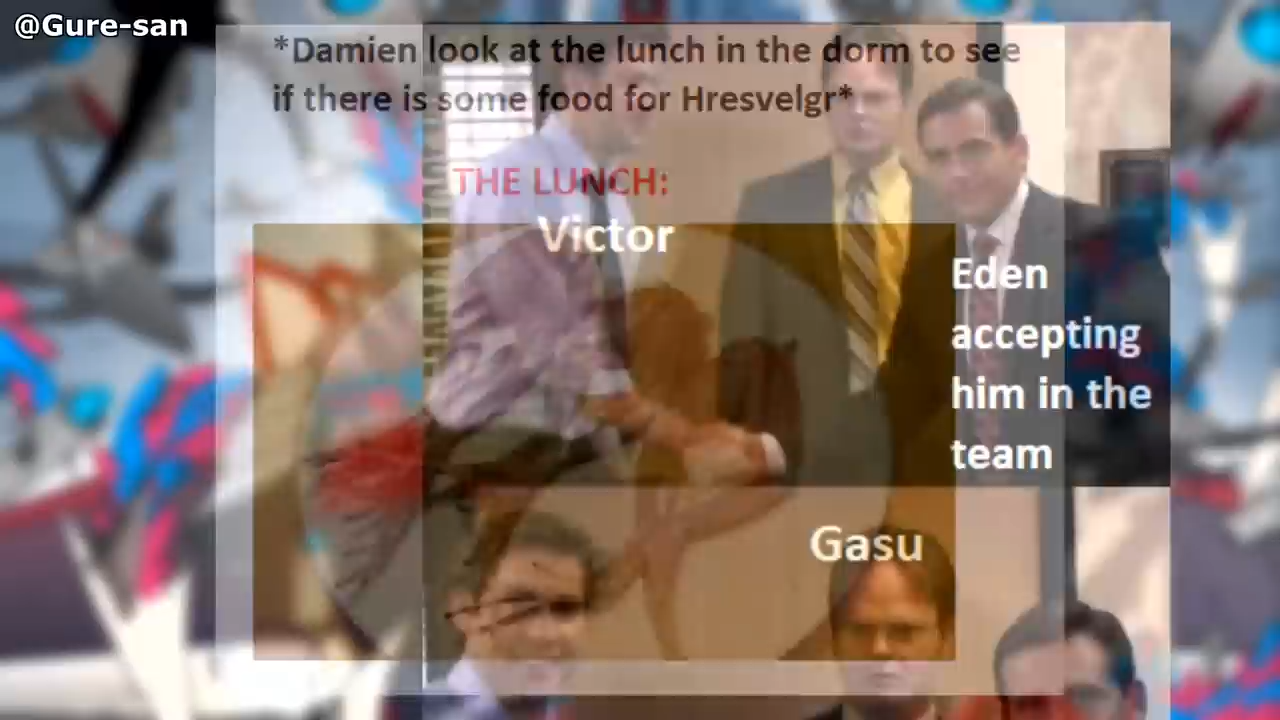 @Gure-san
*Damien look at the lunch in the dorm to see
if there is some food for Hresvelgr*
THE LUNCH:
Victor
Eden
accepting
him in the
team
Gasu